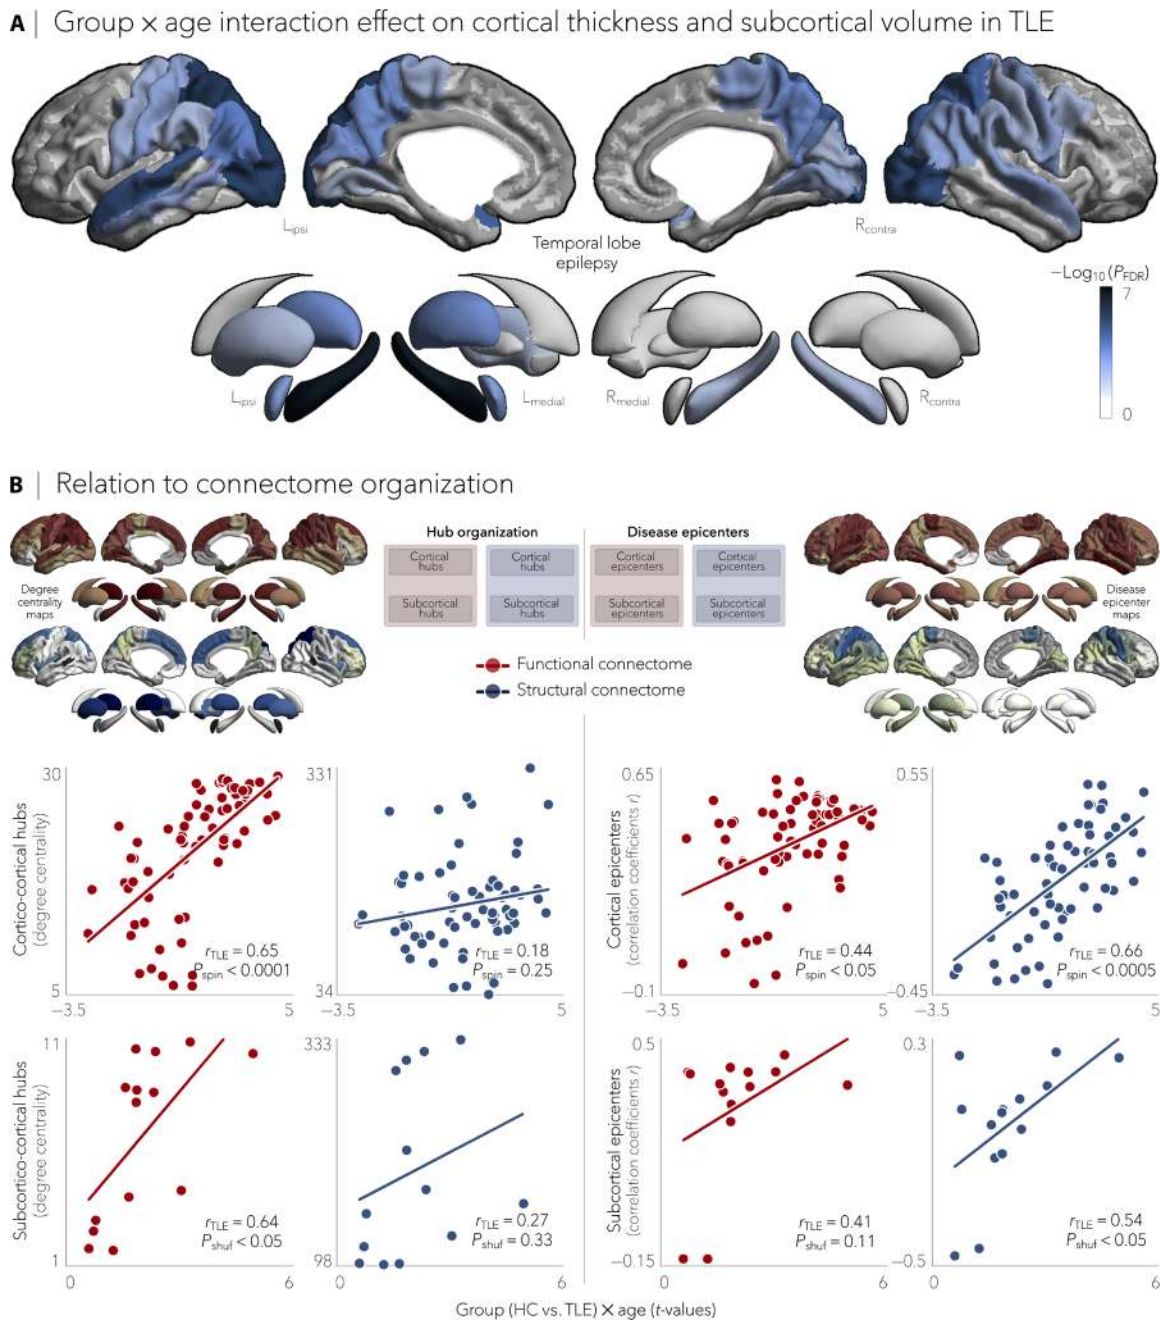 A | Group × age interaction effect on cortical thickness and subcortical volume in TLE
Lipsi
Rcontra
Temporal lobe
epilepsy
−Log10 (PFDR)
7
0
Lipsi
Lmedial
Rmedial
Rcontra
B | Relation to connectome organization
Hub organization
Disease epicenters
Cortical
hubs
Cortical
hubs
Cortical
epicenters
Cortical
epicenters
Subcortical
hubs
Subcortical
hubs
Subcortical
epicenters
Subcortical
epicenters
Degree
centrality
maps
Disease
epicenter
maps
Functional connectome
Structural connectome
Cortico-cortical hubs
(degree centrality)
30
5
−3.5
5
rTLE = 0.65
Pspin < 0.0001
331
34
−3.5
5
rTLE = 0.18
Pspin = 0.25
Cortical epicenters
(correlation coefficients r)
0.65
−0.1
−3.5
5
rTLE = 0.44
Pspin < 0.05
0.55
−0.45
−3.5
5
rTLE = 0.66
Pspin < 0.0005
Subcortico-cortical hubs
(degree centrality)
11
1
0
6
rTLE = 0.64
Pshuf < 0.05
333
98
0
6
rTLE = 0.27
Pshuf = 0.33
Subcortical epicenters
(correlation coefficients r)
0.5
−0.15
0
6
rTLE = 0.41
Pshuf = 0.11
0.3
−0.5
0
6
rTLE = 0.54
Pshuf < 0.05
Group (HC vs. TLE) × age (t-values)